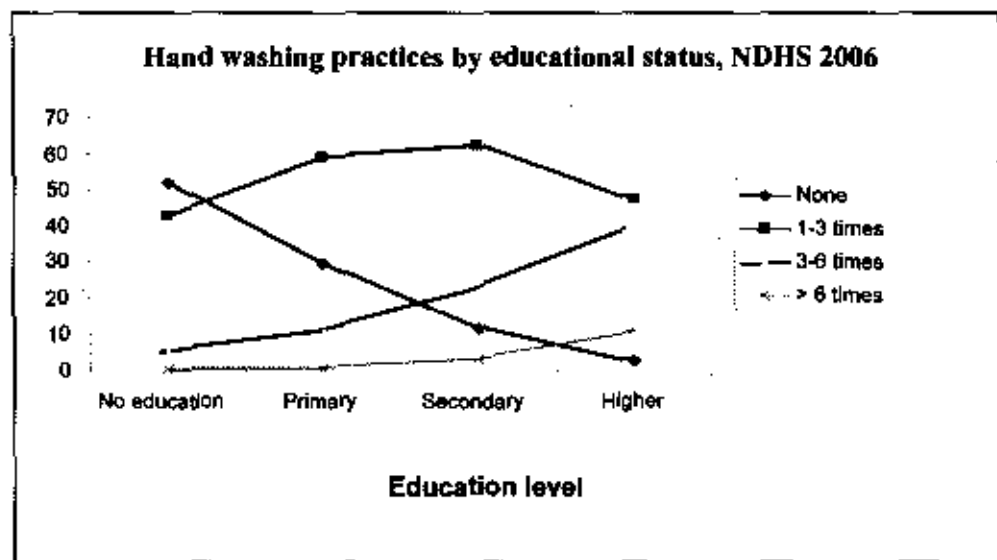 Hand washing practices by educational status, NDHS 2006
70
60
50
40
30
20
10
0
No education Primary Secondary Higher
Education level
None
1-3 times
3-6 times
> 6 times